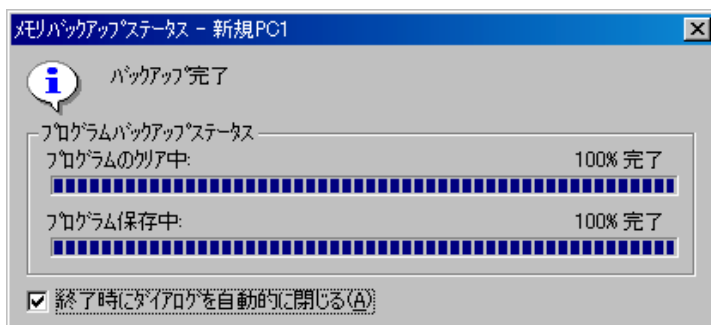 ﾒﾓﾘﾊﾞｯｸｱｯﾌﾟｽﾃｰﾀｽ - 新規PC1
ﾊﾞｯｸｱｯﾌﾟ完了
ﾌﾟﾛｸﾞﾗﾑﾊﾞｯｸｱｯﾌﾟｽﾃｰﾀｽ
ﾌﾟﾛｸﾞﾗﾑのｸﾘｱ中: 100% 完了
ﾌﾟﾛｸﾞﾗﾑ保存中: 100% 完了
終了時にﾀﾞｲｱﾛｸﾞを自動的に閉じる(A)